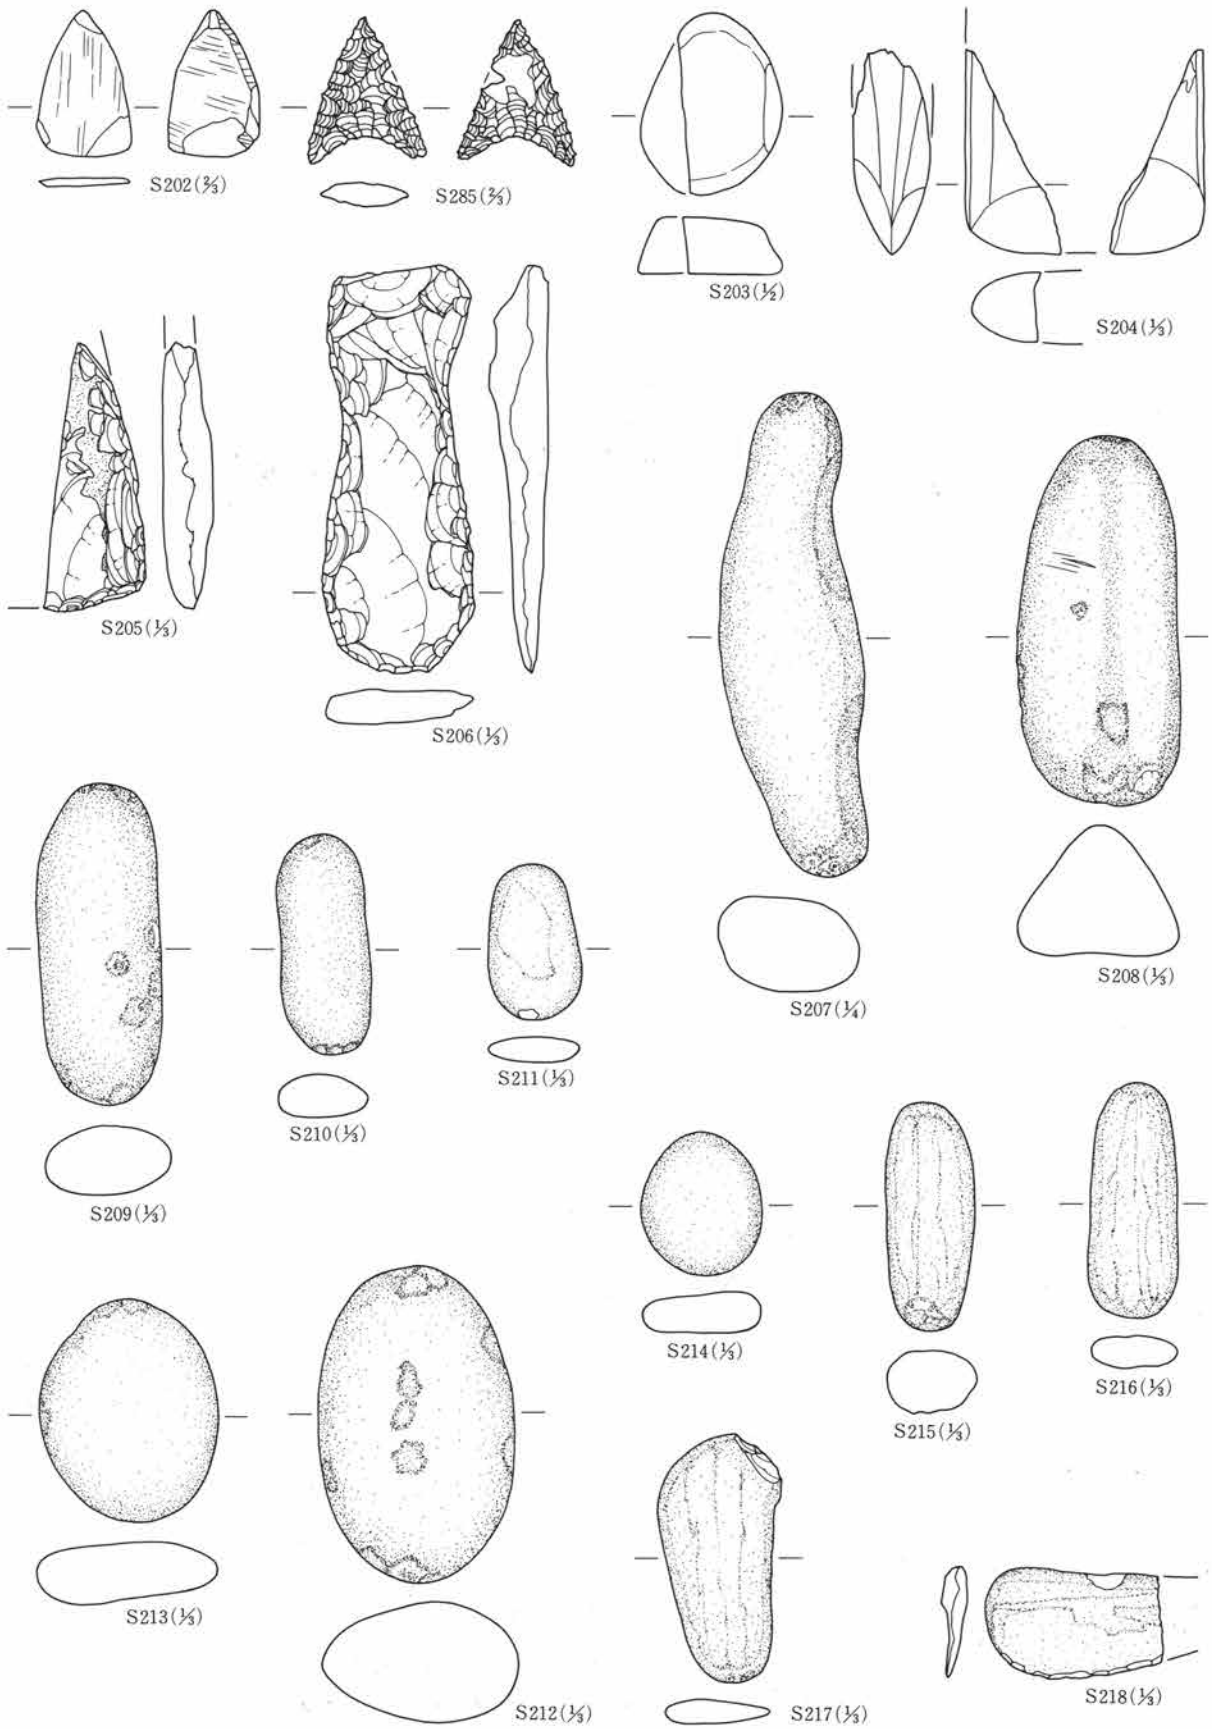 S202(⅔)
S285(⅔)
S203(½)
S204(⅓)
S205(⅓)
S206(⅓)
S207(¼)
S208(⅓)
S209(⅓)
S210(⅓)
S211(⅓)
S214(⅓)
S215(⅓)
S216(⅓)
S213(⅓)
S212(⅓)
S217(⅓)
S218(⅓)